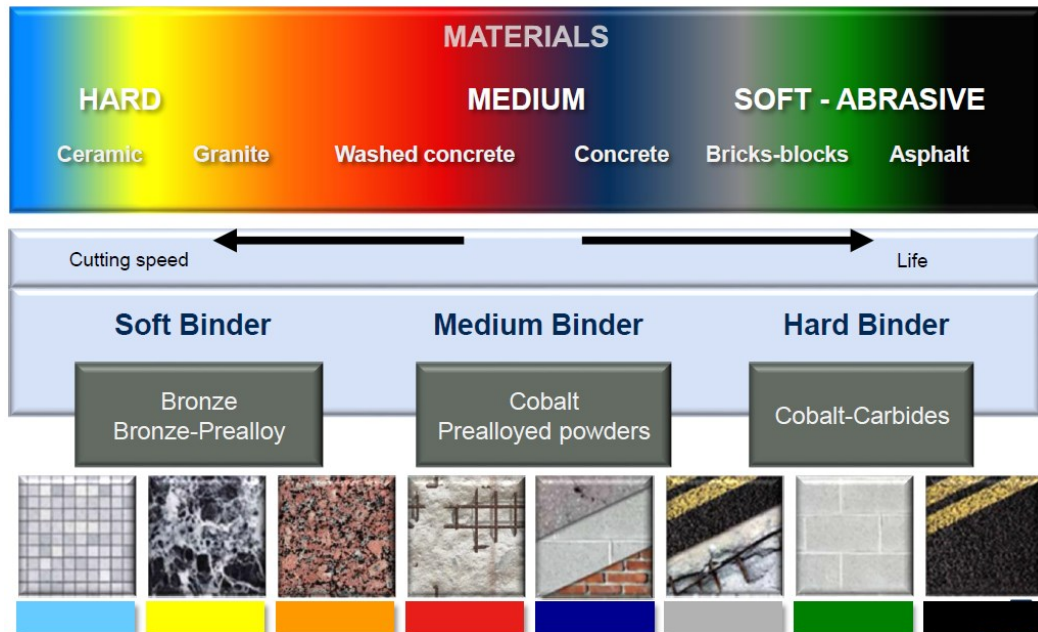 MATERIALS
HARD
MEDIUM
SOFT - ABRASIVE
Ceramic
Granite
Washed concrete
Concrete
Bricks-blocks
Asphalt
Cutting speed
Life
Soft Binder
Medium Binder
Hard Binder
Bronze
Bronze-Prealloy
Cobalt
Prealloyed powders
Cobalt-Carbides